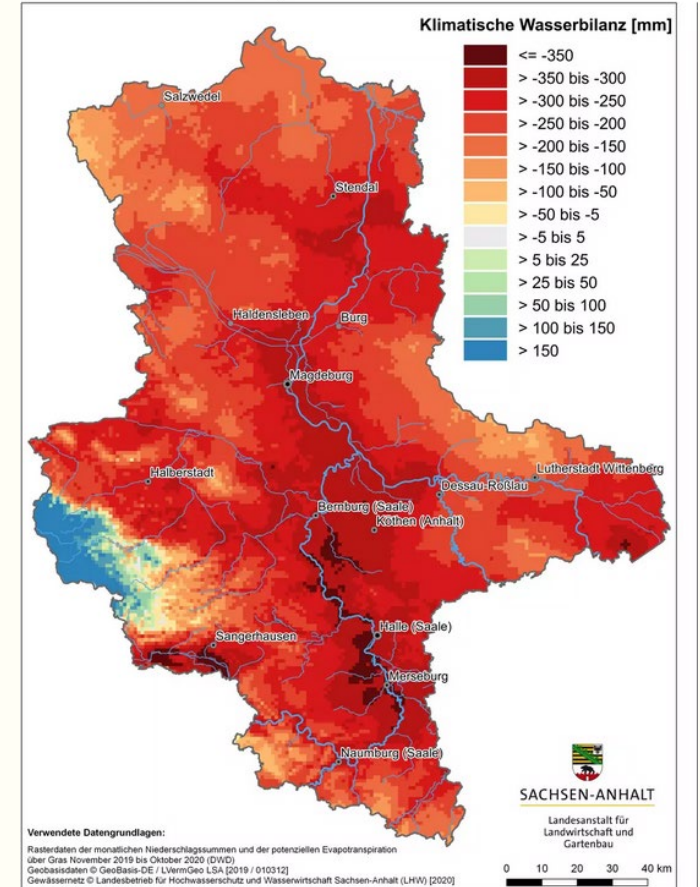 Klimatische Wasserbilanz [mm]
<= -350
> -350 bis -300
> -300 bis -250
> -250 bis -200
> -200 bis -150
> -150 bis -100
> -100 bis -50
> -50 bis -5
> -5 bis 5
> 5 bis 25
> 25 bis 50
> 50 bis 100
> 100 bis 150
> 150
Salzwedel
Stendal
Haldensleben
Burg
Magdeburg
Halberstadt
Lutherstadt Wittenberg
Dessau-Roßlau
Bernburg (Saale)
Köthen (Anhalt)
Halle (Saale)
Sangerhausen
Merseburg
Naumburg (Saale)
SACHSEN-ANHALT
Landesanstalt für
Landwirtschaft und
Gartenbau
Verwendete Datengrundlagen:
Rasterdaten der monatlichen Niederschlagssummen und der potenziellen Evapotranspiration
über Gras November 2019 bis Oktober 2020 (DWD)
Geobasisdaten © GeoBasis-DE / LVermGeo LSA [2019 / 010312]
Gewässernetz © Landesbetrieb für Hochwasserschutz und Wasserwirtschaft Sachsen-Anhalt (LHW) [2020]
0 10 20 30 40 km